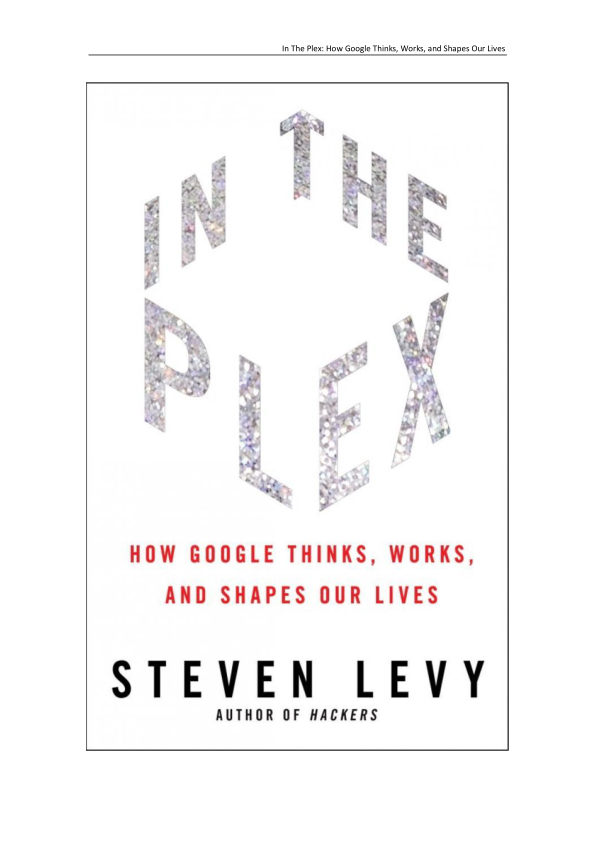 In The Plex: How Google Thinks, Works, and Shapes Our Lives
IN THE
PLEX
HOW GOOGLE THINKS, WORKS,
AND SHAPES OUR LIVES
STEVEN LEVY
AUTHOR OF HACKERS